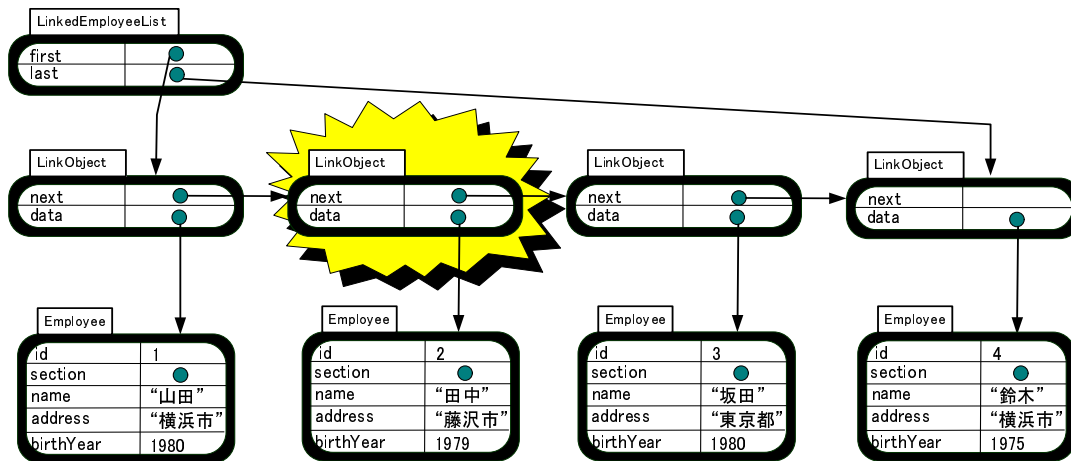 LinkedEmployeeList
first
last
LinkObject
next
data
LinkObject
next
data
LinkObject
next
data
LinkObject
next
data
Employee
id 1
section
name “山田”
address “横浜市”
birthYear 1980
Employee
id 2
section
name “田中”
address “藤沢市”
birthYear 1979
Employee
id 3
section
name “坂田”
address “東京都”
birthYear 1980
Employee
id 4
section
name “鈴木”
address “横浜市”
birthYear 1975